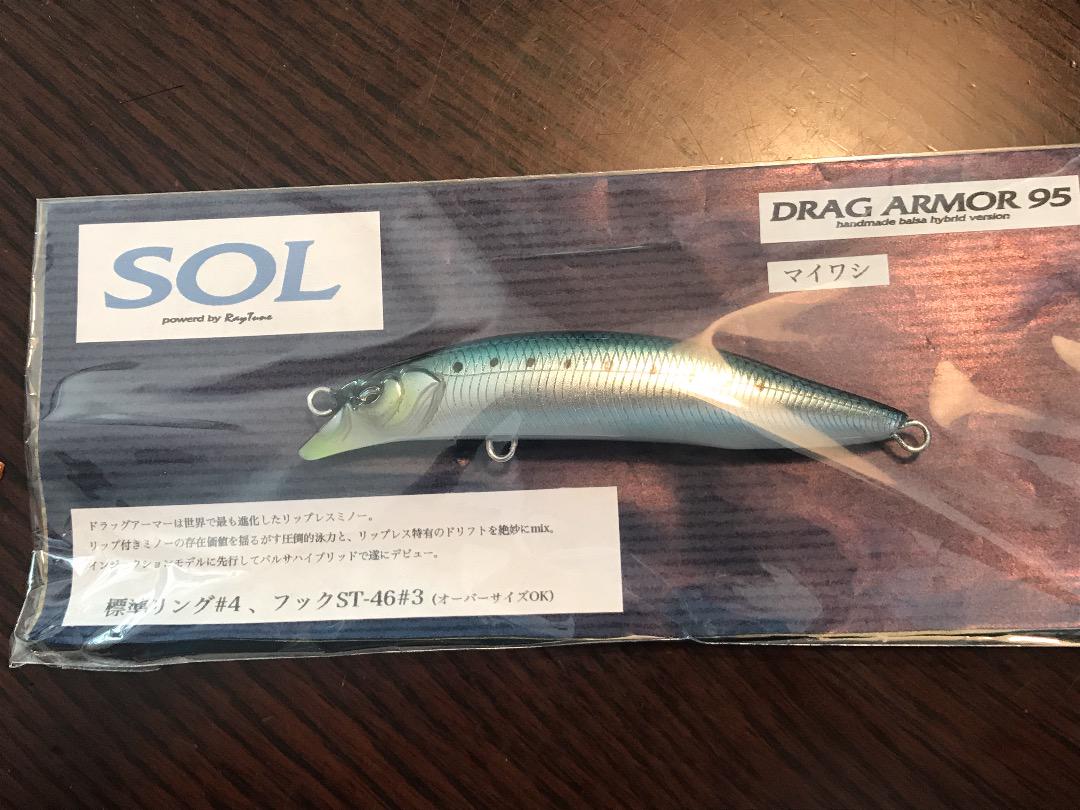 SOL
powerd by RayTune
DRAG ARMOR 95
handmade balsa hybrid version
マイワシ
ドラッグアーマーは世界で最も進化したリップレスミノー。
リップ付きミノーの存在価値を揺るがす圧倒的泳力と、リップレス特有のドリフトを絶妙にmix。
インジェクションモデルに先行してバルサハイブリッドで遂にデビュー。
標準リング#4 、フックST-46#3（オーバーサイズOK）